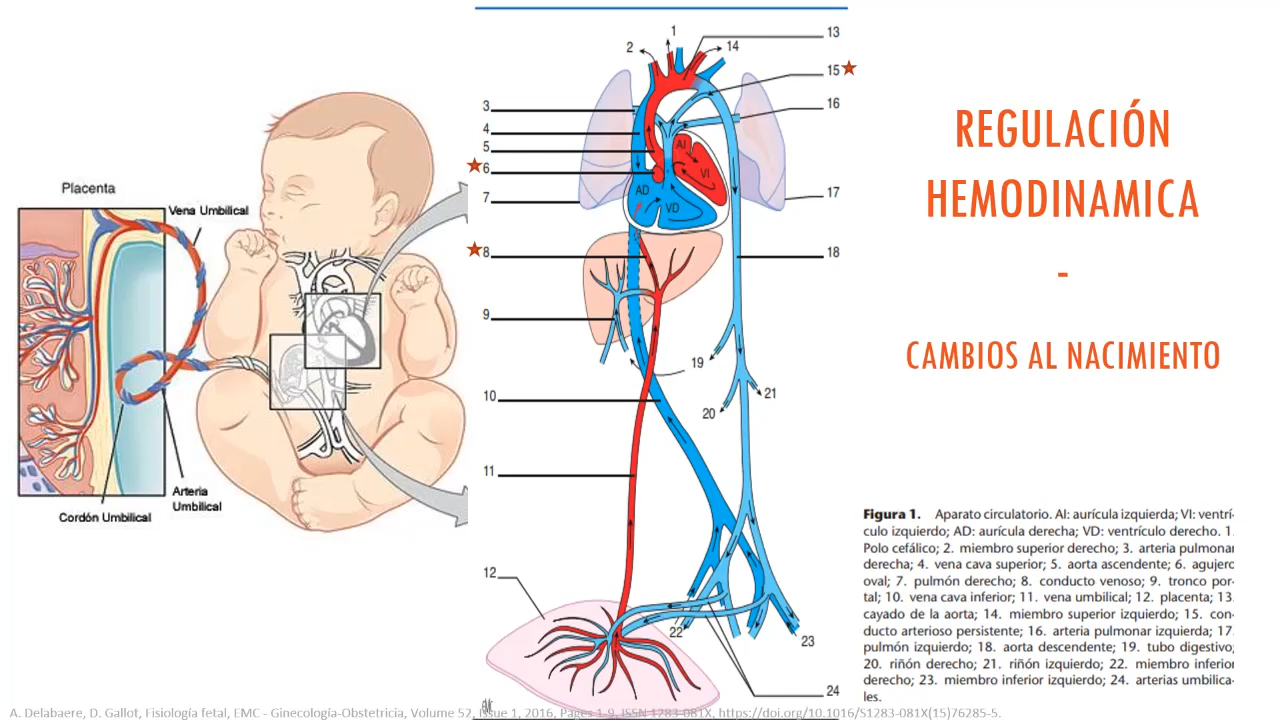 Placenta
Vena Umbilical
Arteria
Umbilical
Cordón Umbilical
1
2
13
14
15
16
3
4
5
6
7
AI
VI
AD
VD
17
8
18
9
19
10
20
21
11
12
22
23
24
REGULACIÓN
HEMODINAMICA
-
CAMBIOS AL NACIMIENTO
Figura 1. Aparato circulatorio. AI: aurícula izquierda; VI: ventrí-
culo izquierdo; AD: aurícula derecha; VD: ventrículo derecho. 1.
Polo cefálico; 2. miembro superior derecho; 3. arteria pulmonar
derecha; 4. vena cava superior; 5. aorta ascendente; 6. agujero
oval; 7. pulmón derecho; 8. conducto venoso; 9. tronco por-
tal; 10. vena cava inferior; 11. vena umbilical; 12. placenta; 13.
cayado de la aorta; 14. miembro superior izquierdo; 15. con-
ducto arterioso persistente; 16. arteria pulmonar izquierda; 17.
pulmón izquierdo; 18. aorta descendente; 19. tubo digestivo;
20. riñón derecho; 21. riñón izquierdo; 22. miembro inferior
derecho; 23. miembro inferior izquierdo; 24. arterias umbilica-
les.
A. Delabaere, D. Gallot, Fisiología fetal, EMC - Ginecología-Obstetricia, Volume 52, Issue 1, 2016, Pages 1-9, ISSN 1283-081X, https://doi.org/10.1016/S1283-081X(15)76285-5.